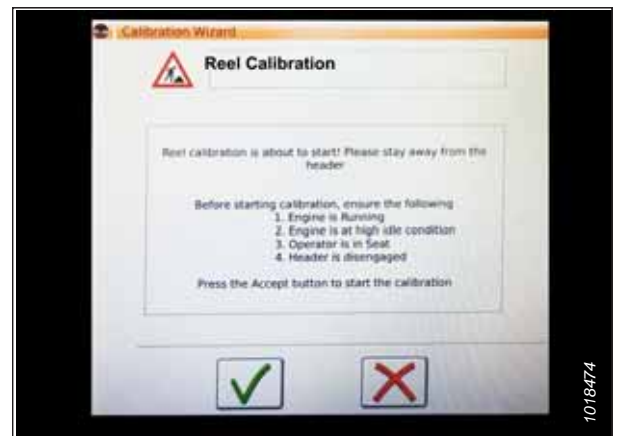 Calibration Wizard
Reel Calibration
Reel calibration is about to start! Please stay away from the
header
Before starting calibration, ensure the following
1. Engine is Running
2. Engine is at high idle condition
3. Operator is in Seat
4. Header is disengaged
Press the Accept button to start the calibration
1018474